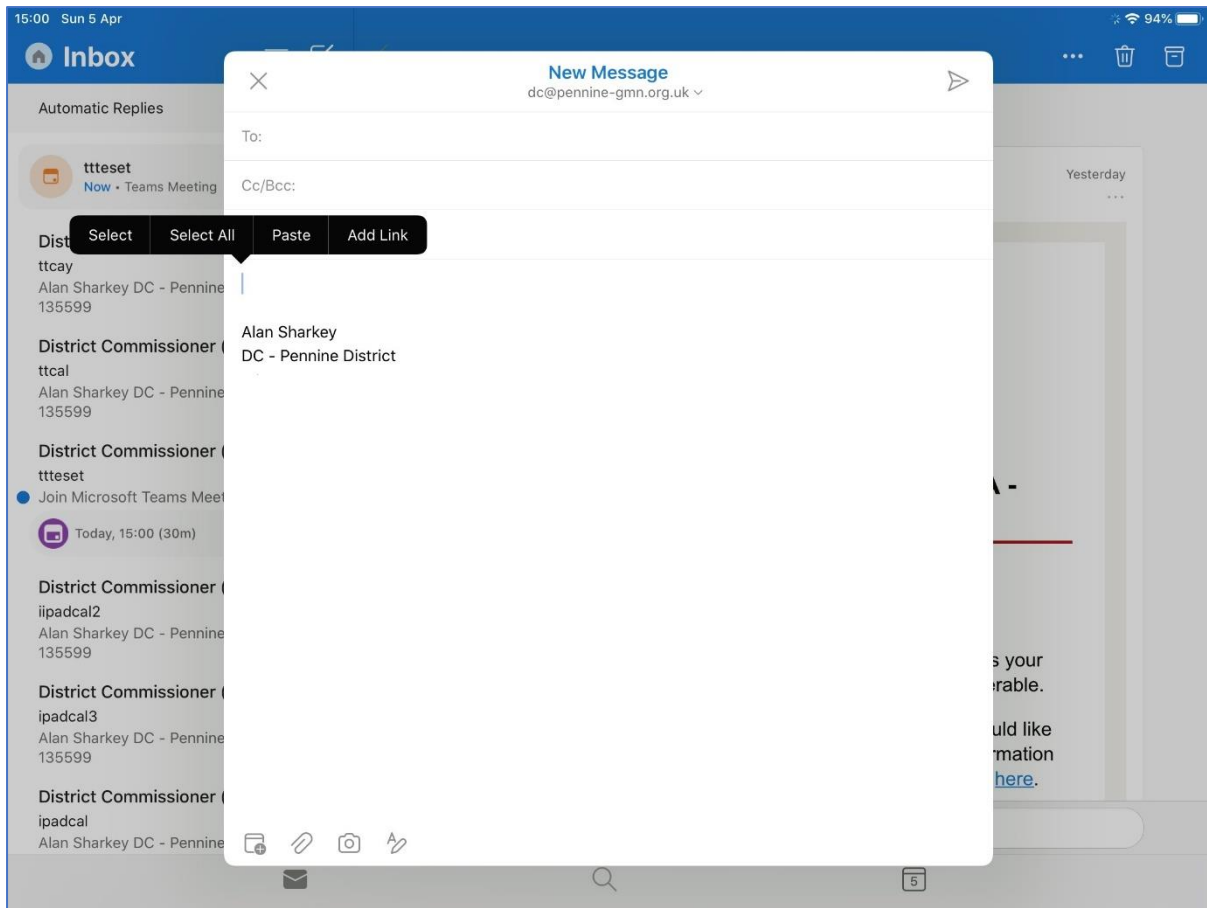 15:00 Sun 5 Apr
94%
Inbox
Automatic Replies
ttteset
Now • Teams Meeting
Dist
ttcay
Alan Sharkey DC - Pennine
135599
District Commissioner (
ttcal
Alan Sharkey DC - Pennine
135599
District Commissioner (
ttteset
Join Microsoft Teams Meet
Today, 15:00 (30m)
District Commissioner (
iipadcal2
Alan Sharkey DC - Pennine
135599
District Commissioner (
ipadcal3
Alan Sharkey DC - Pennine
135599
District Commissioner (
ipadcal
Alan Sharkey DC - Pennine
New Message
dc@pennine-gmn.org.uk
To:
Cc/Bcc:
Select Select All Paste Add Link
Alan Sharkey
DC - Pennine District
Yesterday
-
s your
uld like
here.
5